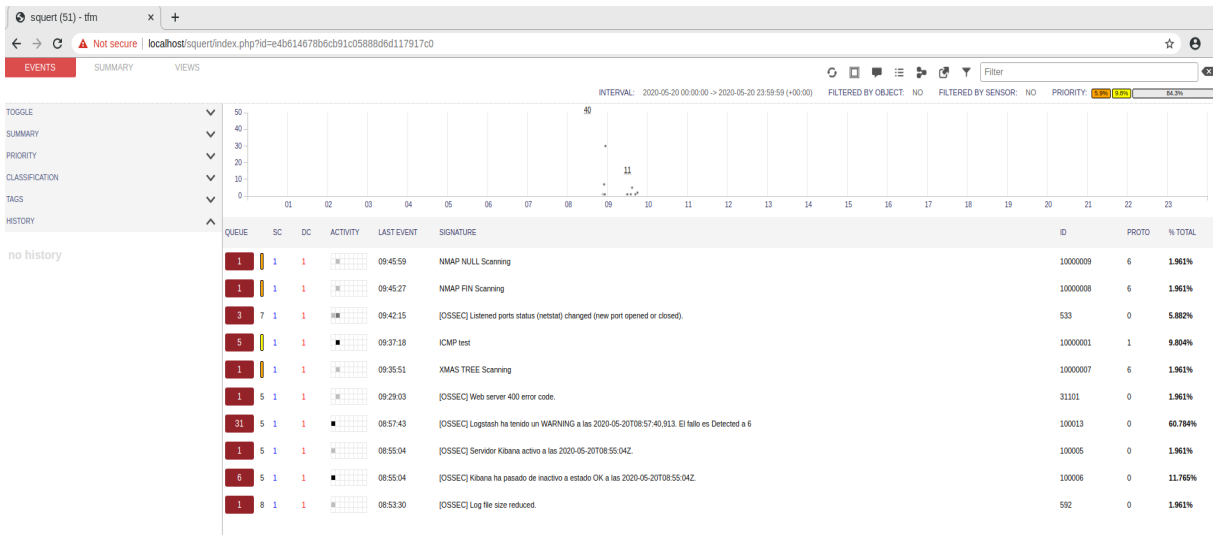 squert (51) - tfm
Not secure localhost/squert/index.php?id=e4b614678b6cb91c05888d6d117917c0
EVENTS SUMMARY VIEWS
Filter
INTERVAL: 2020-05-20 00:00:00 -> 2020-05-20 23:59:59 (+00:00) FILTERED BY OBJECT: NO FILTERED BY SENSOR: NO PRIORITY: 5.9% 9.8% 84.3%
TOGGLE
SUMMARY
PRIORITY
CLASSIFICATION
TAGS
HISTORY
no history
50
40
30
20
10
0
40
11
01 02 03 04 05 06 07 08 09 10 11 12 13 14 15 16 17 18 19 20 21 22 23
QUEUE SC DC ACTIVITY LAST EVENT SIGNATURE ID PROTO % TOTAL
1 1 1 09:45:59 NMAP NULL Scanning 10000009 6 1.961%
1 1 1 09:45:27 NMAP FIN Scanning 10000008 6 1.961%
3 7 1 1 09:42:15 [OSSEC] Listened ports status (netstat) changed (new port opened or closed). 533 0 5.882%
5 1 1 09:37:18 ICMP test 10000001 1 9.804%
1 1 1 09:35:51 XMAS TREE Scanning 10000007 6 1.961%
1 5 1 1 09:29:03 [OSSEC] Web server 400 error code. 31101 0 1.961%
31 5 1 1 08:57:43 [OSSEC] Logstash ha tenido un WARNING a las 2020-05-20T08:57:40,913. El fallo es Detected a 6 100013 0 60.784%
1 5 1 1 08:55:04 [OSSEC] Servidor Kibana activo a las 2020-05-20T08:55:04Z. 100005 0 1.961%
6 5 1 1 08:55:04 [OSSEC] Kibana ha pasado de inactivo a estado OK a las 2020-05-20T08:55:04Z. 100006 0 11.765%
1 8 1 1 08:53:30 [OSSEC] Log file size reduced. 592 0 1.961%